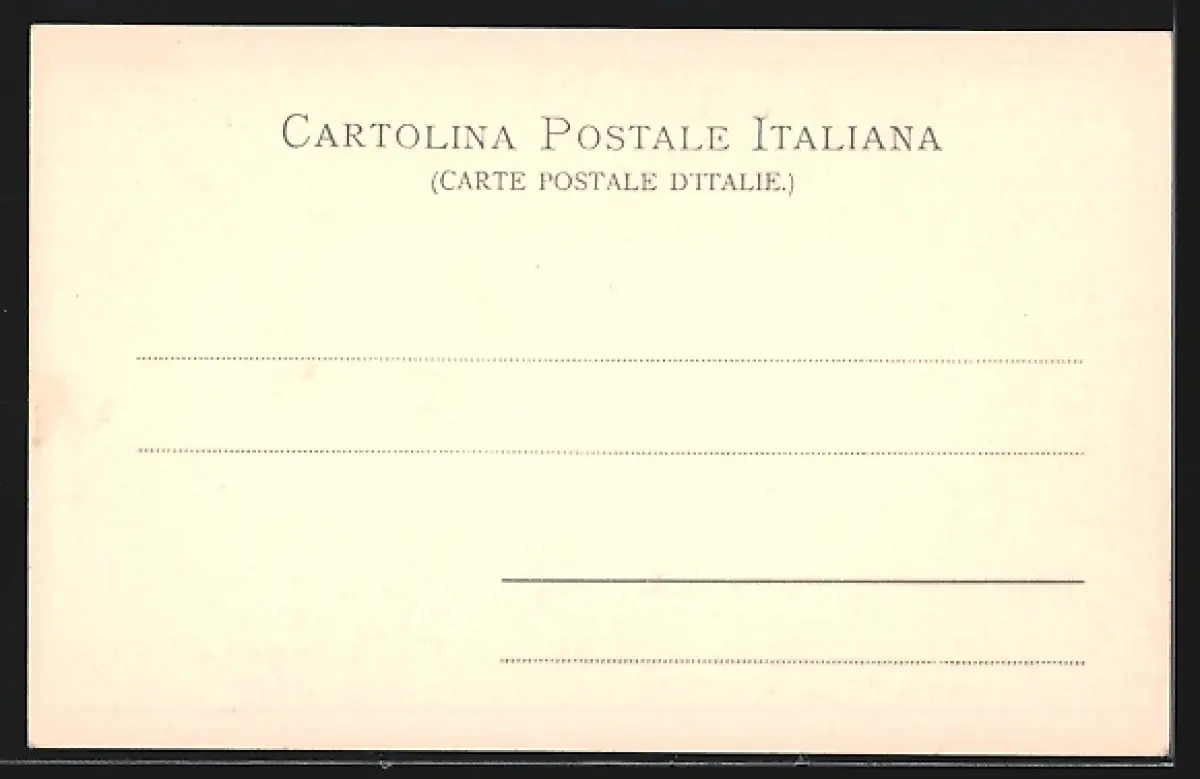 CARTOLINA POSTALE ITALIANA
(CARTE POSTALE D'ITALIE.)